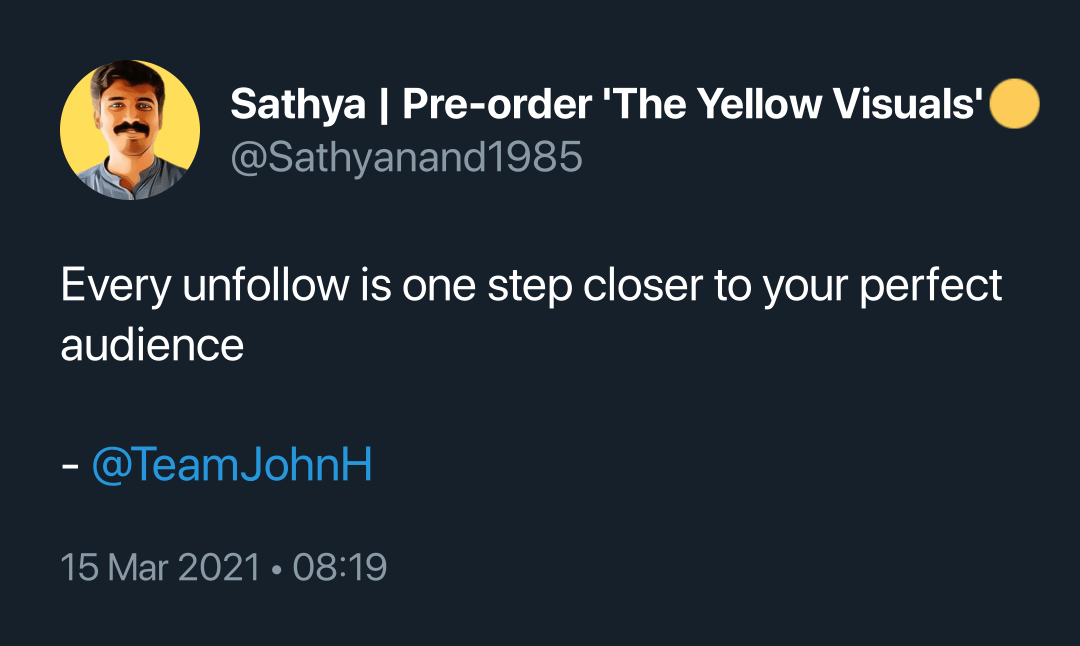 Sathya | Pre-order 'The Yellow Visuals'🟡
@Sathyanand1985
Every unfollow is one step closer to your perfect
audience
- @TeamJohnH
15 Mar 2021 • 08:19